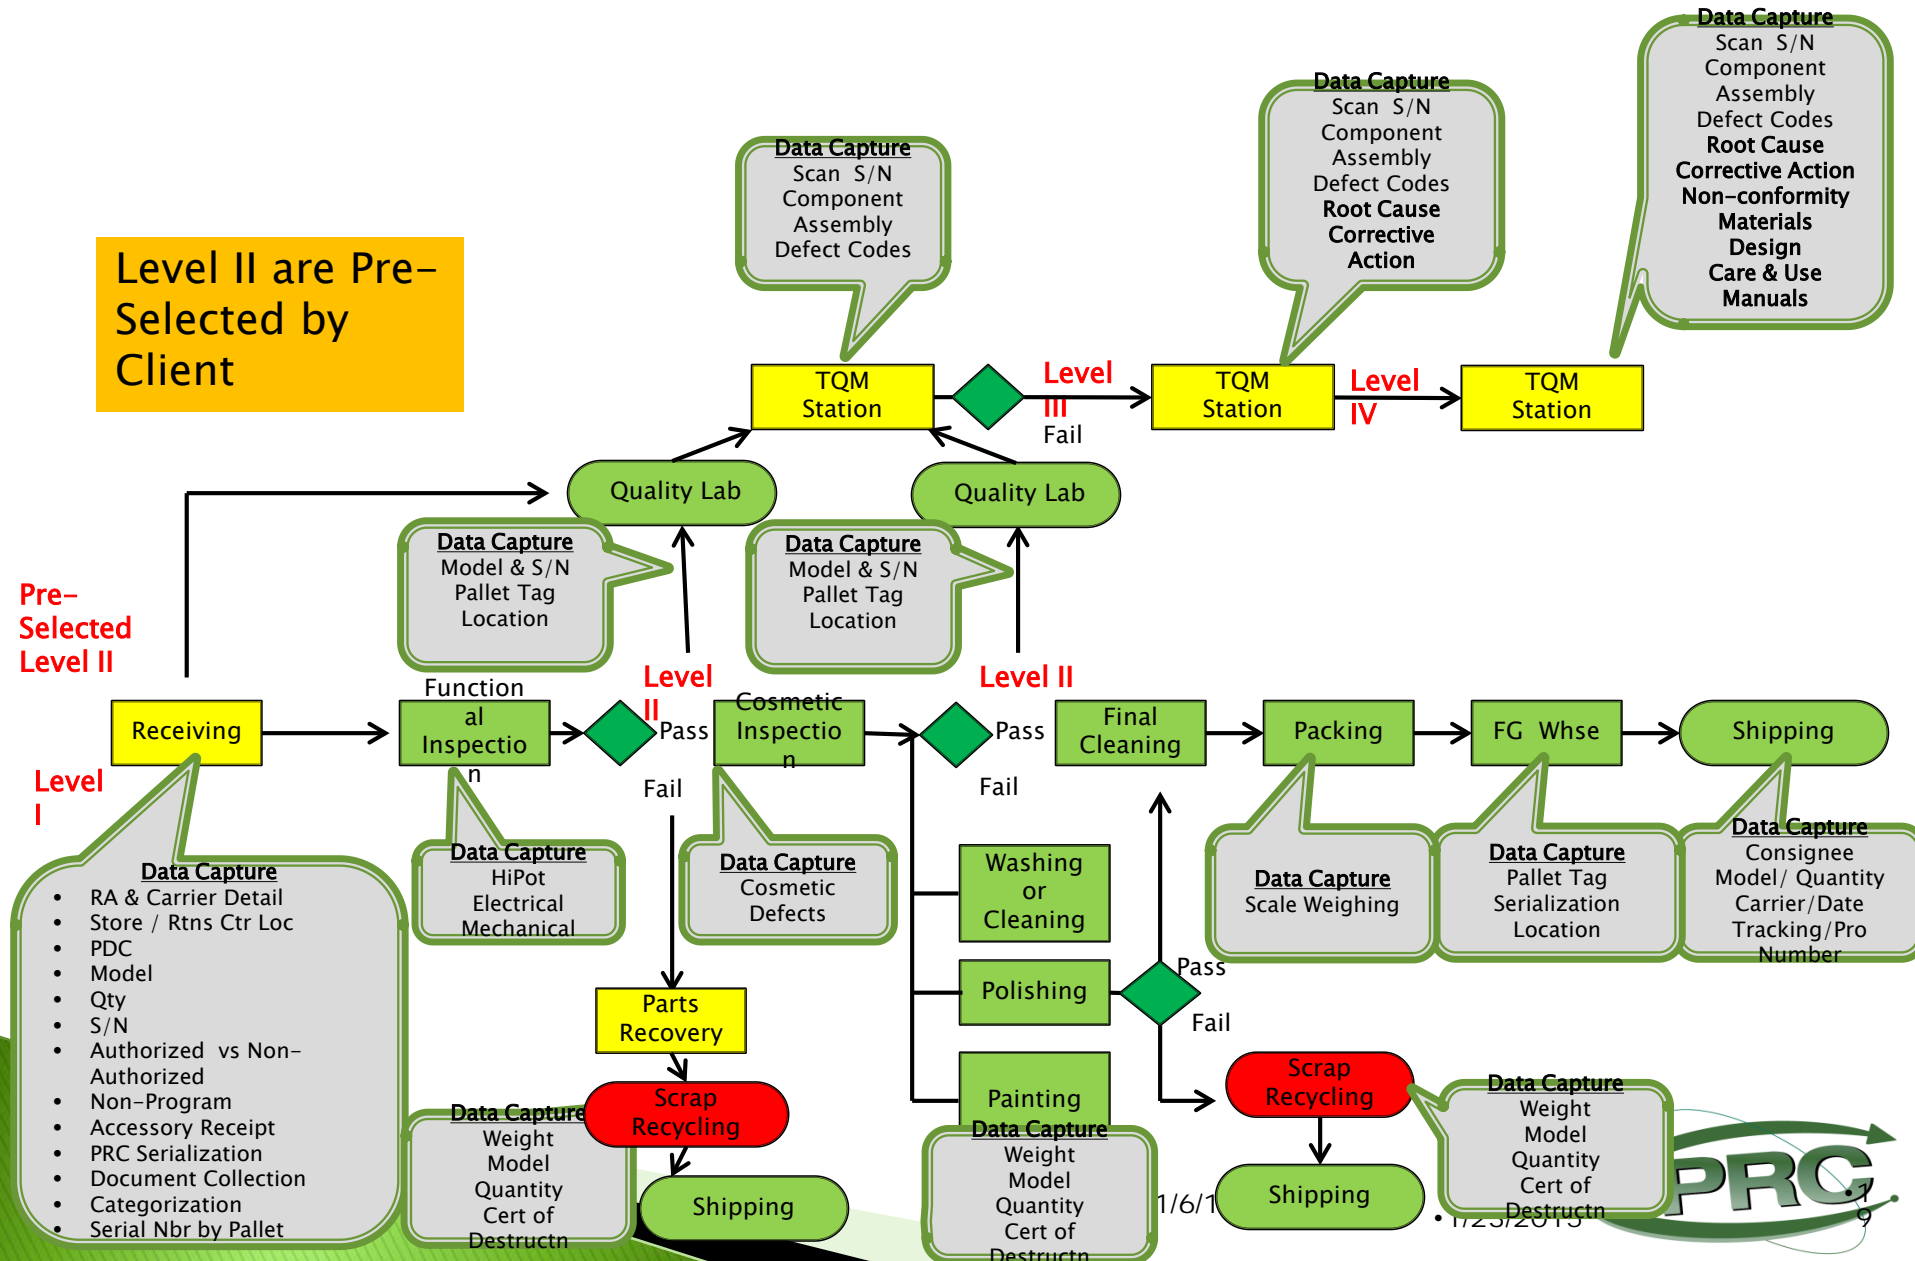 Data Capture
Scan S/N
Component
Assembly
Defect Codes
Root Cause
Corrective Action
Non-conformity
Materials
Design
Care & Use
Manuals
Data Capture
Scan S/N
Component
Assembly
Defect Codes
Root Cause
Corrective
Action
Data Capture
Scan S/N
Component
Assembly
Defect Codes
Level II are Pre-
Selected by
Client
TQM
Station
Level
III
Fail
TQM
Station
Level
IV
TQM
Station
Quality Lab
Quality Lab
Data Capture
Model & S/N
Pallet Tag
Location
Data Capture
Model & S/N
Pallet Tag
Location
Pre-
Selected
Level II
Level
II
Level II
Receiving
Function
al
Inspectio
n
Pass
Fail
Cosmetic
Inspectio
n
Pass
Fail
Final
Cleaning
Packing
FG Whse
Shipping
Level
I
Data Capture
• RA & Carrier Detail
• Store / Rtns Ctr Loc
• PDC
• Model
• Qty
• S/N
• Authorized vs Non-
Authorized
• Non-Program
• Accessory Receipt
• PRC Serialization
• Document Collection
• Categorization
• Serial Nbr by Pallet
Data Capture
HiPot
Electrical
Mechanical
Data Capture
Cosmetic
Defects
Washing
or
Cleaning
Polishing
Painting
Data Capture
Scale Weighing
Data Capture
Pallet Tag
Serialization
Location
Data Capture
Consignee
Model/ Quantity
Carrier/Date
Tracking/Pro
Number
Pass
Fail
Parts
Recovery
Scrap
Recycling
Shipping
Data Capture
Weight
Model
Quantity
Cert of
Destructn
Data Capture
Weight
Model
Quantity
Cert of
Destructn
Scrap
Recycling
Shipping
Data Capture
Weight
Model
Quantity
Cert of
Destructn
1/6/1
•1/23/2013
PRC
•1
9